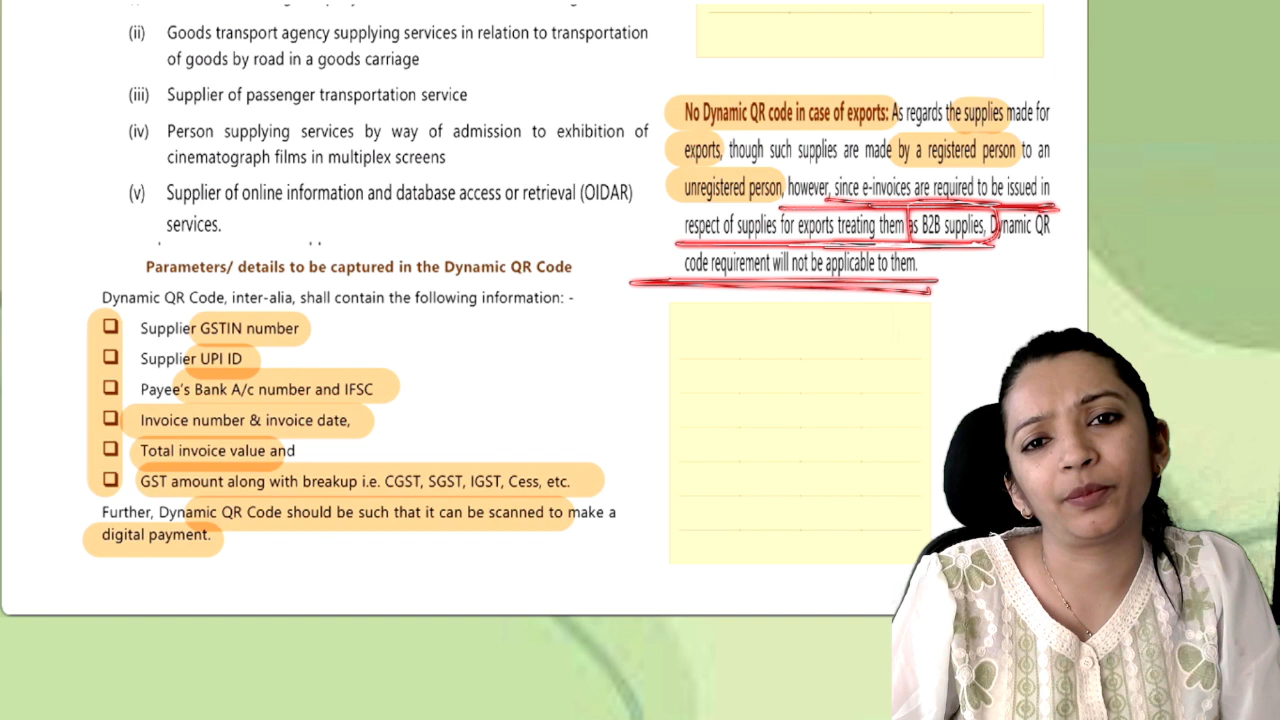 (ii) Goods transport agency supplying services in relation to transportation
of goods by road in a goods carriage
(iii) Supplier of passenger transportation service
(iv) Person supplying services by way of admission to exhibition of
cinematograph films in multiplex screens
(v) Supplier of online information and database access or retrieval (OIDAR)
services.
Parameters/ details to be captured in the Dynamic QR Code
Dynamic QR Code, inter-alia, shall contain the following information: -
Supplier GSTIN number
Supplier UPI ID
Payee's Bank A/c number and IFSC
Invoice number & invoice date,
Total invoice value and
GST amount along with breakup i.e. CGST, SGST, IGST, Cess, etc.
Further, Dynamic QR Code should be such that it can be scanned to make a
digital payment.
No Dynamic QR code in case of exports: As regards the supplies made for
exports, though such supplies are made by a registered person to an
unregistered person, however, since e-invoices are required to be issued in
respect of supplies for exports treating them as B2B supplies, Dynamic QR
code requirement will not be applicable to them.